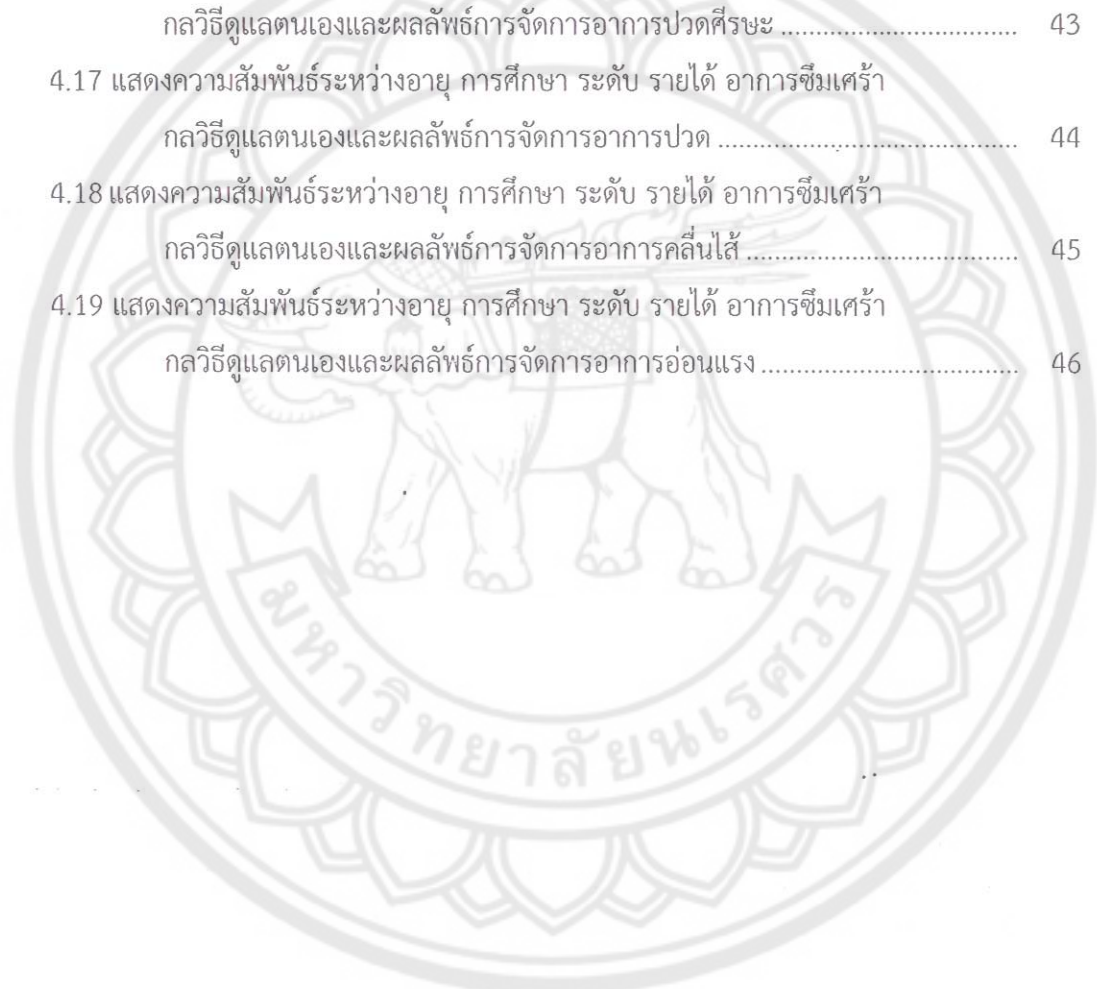 กลวิธีดูแลตนเองและผลลัพธ์การจัดการอาการปวดศีรษะ ................................. 43
4.17 แสดงความสัมพันธ์ระหว่างอายุ การศึกษา ระดับ รายได้ อาการซึมเศร้า
กลวิธีดูแลตนเองและผลลัพธ์การจัดการอาการปวด .......................................... 44
4.18 แสดงความสัมพันธ์ระหว่างอายุ การศึกษา ระดับ รายได้ อาการซึมเศร้า
กลวิธีดูแลตนเองและผลลัพธ์การจัดการอาการคลื่นไส้ ...................................... 45
4.19 แสดงความสัมพันธ์ระหว่างอายุ การศึกษา ระดับ รายได้ อาการซึมเศร้า
กลวิธีดูแลตนเองและผลลัพธ์การจัดการอาการอ่อนแรง .................................... 46
มหาวิทยาลัยนเรศวร